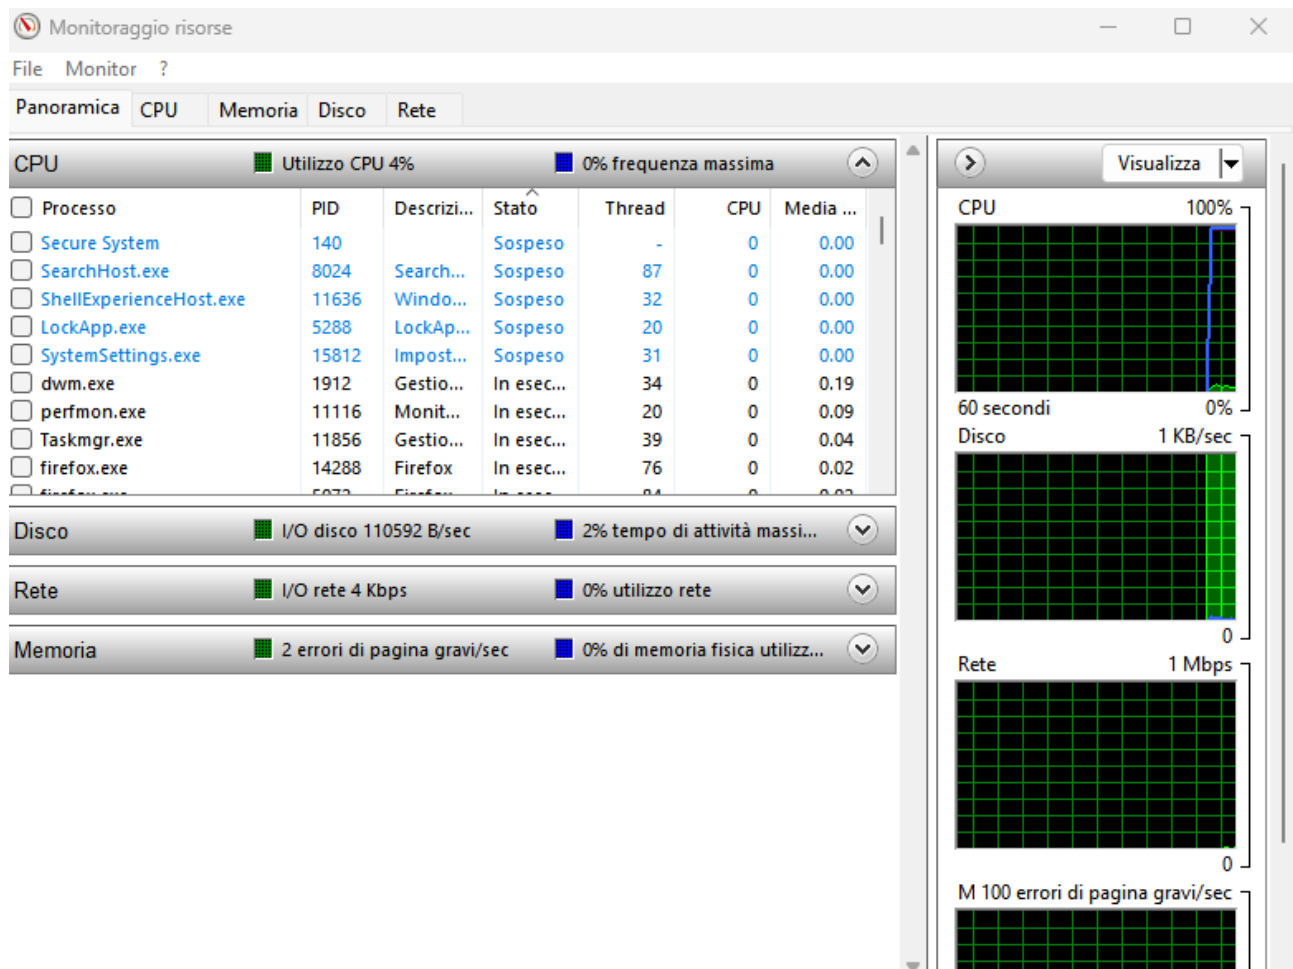 Monitoraggio risorse
File Monitor ?
Panoramica CPU Memoria Disco Rete
CPU Utilizzo CPU 4% 0% frequenza massima
Processo PID Descrizi... Stato Thread CPU Media ...
Secure System 140 Sospeso - 0 0.00
SearchHost.exe 8024 Search... Sospeso 87 0 0.00
ShellExperienceHost.exe 11636 Windo... Sospeso 32 0 0.00
LockApp.exe 5288 LockAp... Sospeso 20 0 0.00
SystemSettings.exe 15812 Impost... Sospeso 31 0 0.00
dwm.exe 1912 Gestio... In esec... 34 0 0.19
perfmon.exe 11116 Monit... In esec... 20 0 0.09
Taskmgr.exe 11856 Gestio... In esec... 39 0 0.04
firefox.exe 14288 Firefox In esec... 76 0 0.02
Disco I/O disco 110592 B/sec 2% tempo di attività massi...
Rete I/O rete 4 Kbps 0% utilizzo rete
Memoria 2 errori di pagina gravi/sec 0% di memoria fisica utilizz...
Visualizza
CPU 100%
60 secondi 0%
Disco 1 KB/sec
0
Rete 1 Mbps
0
M 100 errori di pagina gravi/sec